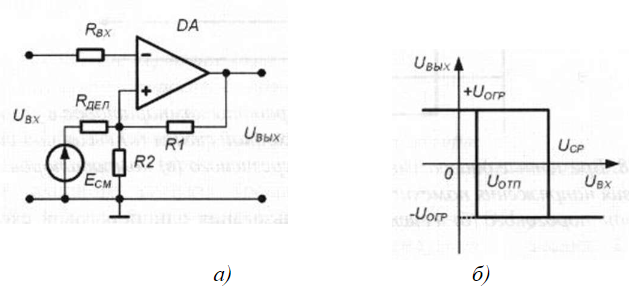 R_ВХ
DA
−
+
U_ВХ
R_ДЕЛ
R1
R2
E_СМ
U_ВЫХ
а)
U_ВЫХ
+U_ОГР
U_СР
0
U_ОТП
U_ВХ
-U_ОГР
б)